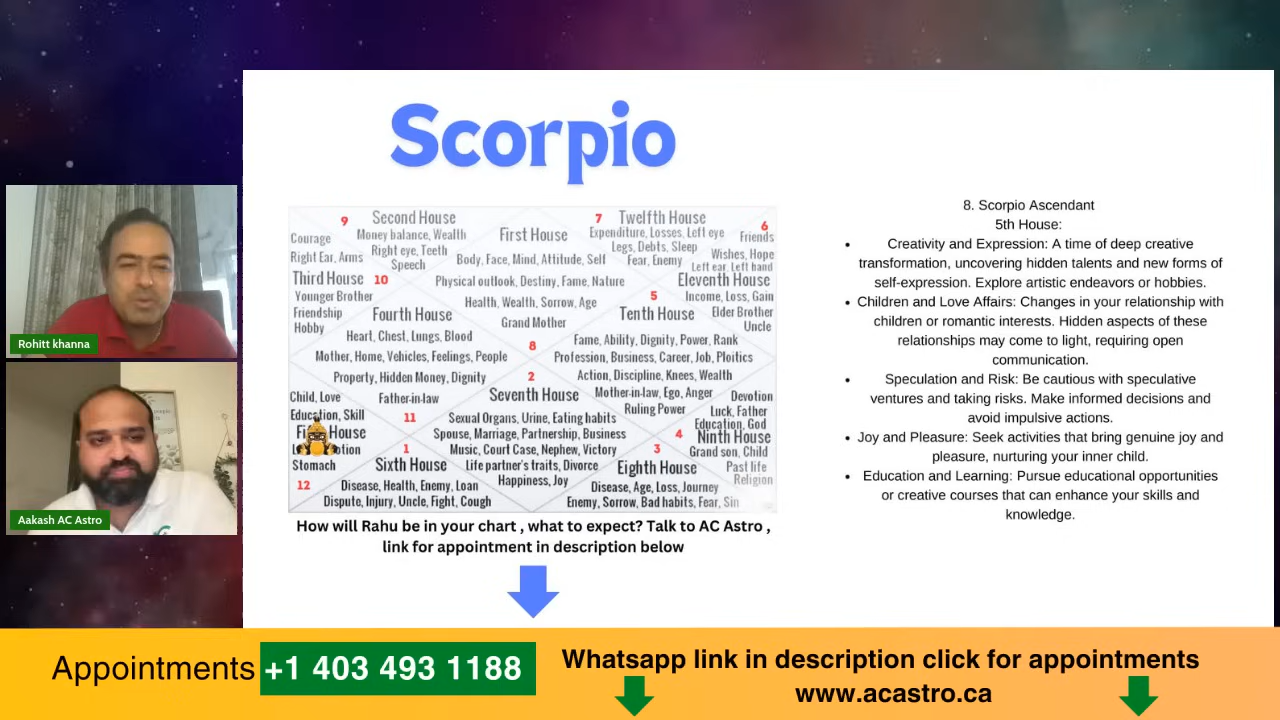 Scorpio
9 Second House
Money balance, Wealth
Right eye, Teeth
Speech
Courage
Right Ear, Arms
Third House 10
Younger Brother
Friendship
Hobby
First House
Body, Face, Mind, Attitude, Self
Physical outlook, Destiny, Fame, Nature
Health, Wealth, Sorrow, Age
Grand Mother
7 Twelfth House
Expenditure, Losses, Left eye
Legs, Debts, Sleep
Fear, Enemy
6
Friends
Wishes, Hope
Left ear, Left hand
Eleventh House
5 Income, Loss, Gain
Elder Brother
Uncle
Fourth House
Heart, Chest, Lungs, Blood
Mother, Home, Vehicles, Feelings, People
Property, Hidden Money, Dignity
Father-in-law
8
2
Tenth House
Fame, Ability, Dignity, Power, Rank
Profession, Business, Career, Job, Ploitics
Action, Discipline, Knees, Wealth
Mother-in-law, Ego, Anger
Ruling Power
Child, Love
Education, Skill
House
Stomach
12
11
Seventh House
Sexual Organs, Urine, Eating habits
Spouse, Marriage, Partnership, Business
Music, Court Case, Nephew, Victory
Life partner's traits, Divorce
Happiness, Joy
1
Sixth House
Disease, Health, Enemy, Loan
Dispute, Injury, Uncle, Fight, Cough
3
Eighth House
Disease, Age, Loss, Journey
Enemy, Sorrow, Bad habits, Fear, Sin
Devotion
Luck, Father
Education, God
4 Ninth House
Grand son, Child
Past life
Religion
How will Rahu be in your chart , what to expect? Talk to AC Astro ,
link for appointment in description below
8. Scorpio Ascendant
5th House:
• Creativity and Expression: A time of deep creative
transformation, uncovering hidden talents and new forms of
self-expression. Explore artistic endeavors or hobbies.
• Children and Love Affairs: Changes in your relationship with
children or romantic interests. Hidden aspects of these
relationships may come to light, requiring open
communication.
• Speculation and Risk: Be cautious with speculative
ventures and taking risks. Make informed decisions and
avoid impulsive actions.
• Joy and Pleasure: Seek activities that bring genuine joy and
pleasure, nurturing your inner child.
• Education and Learning: Pursue educational opportunities
or creative courses that can enhance your skills and
knowledge.
Rohitt khanna
Aakash AC Astro
Appointments +1 403 493 1188
Whatsapp link in description click for appointments
www.acastro.ca